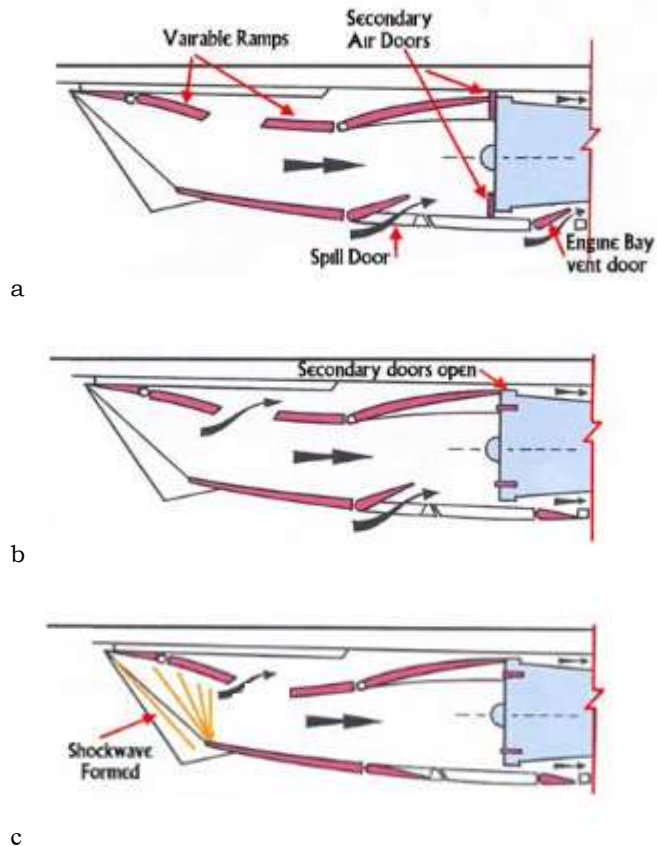 Secondary
Air Doors
Vairable Ramps
Spill Door
Engine Bay
vent door
a
Secondary doors open
b
Shockwave
Formed
c